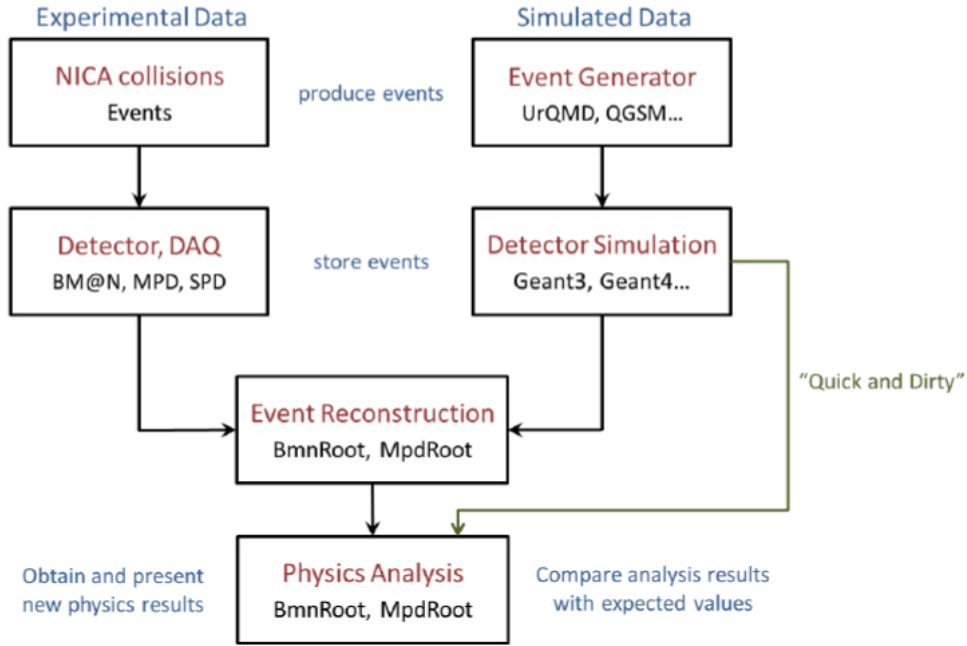 Experimental Data
Simulated Data
NICA collisions
Events
produce events
Event Generator
UrQMD, QGSM...
Detector, DAQ
BM@N, MPD, SPD
store events
Detector Simulation
Geant3, Geant4...
"Quick and Dirty"
Event Reconstruction
BmnRoot, MpdRoot
Obtain and present
new physics results
Physics Analysis
BmnRoot, MpdRoot
Compare analysis results
with expected values